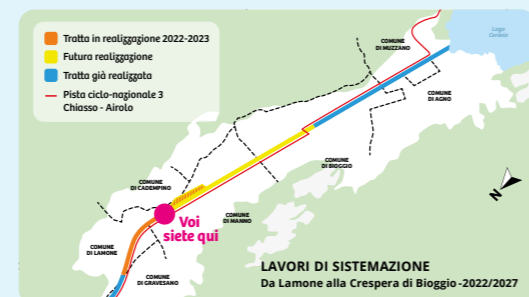 Tratta in realizzazione 2022-2023
Futura realizzazione
Tratta già realizzata
Pista ciclo-nazionale 3
Chiasso - Airolo
COMUNE
DI MUZZANO
Lago
Ceresio
COMUNE
DI AGNO
COMUNE
DI BIOGGIO
COMUNE
DI CADEMPINO
COMUNE
DI MANNO
Voi
siete qui
COMUNE
DI LAMONE
COMUNE
DI GRAVESANO
N
LAVORI DI SISTEMAZIONE
Da Lamone alla Crespera di Bioggio - 2022/2027